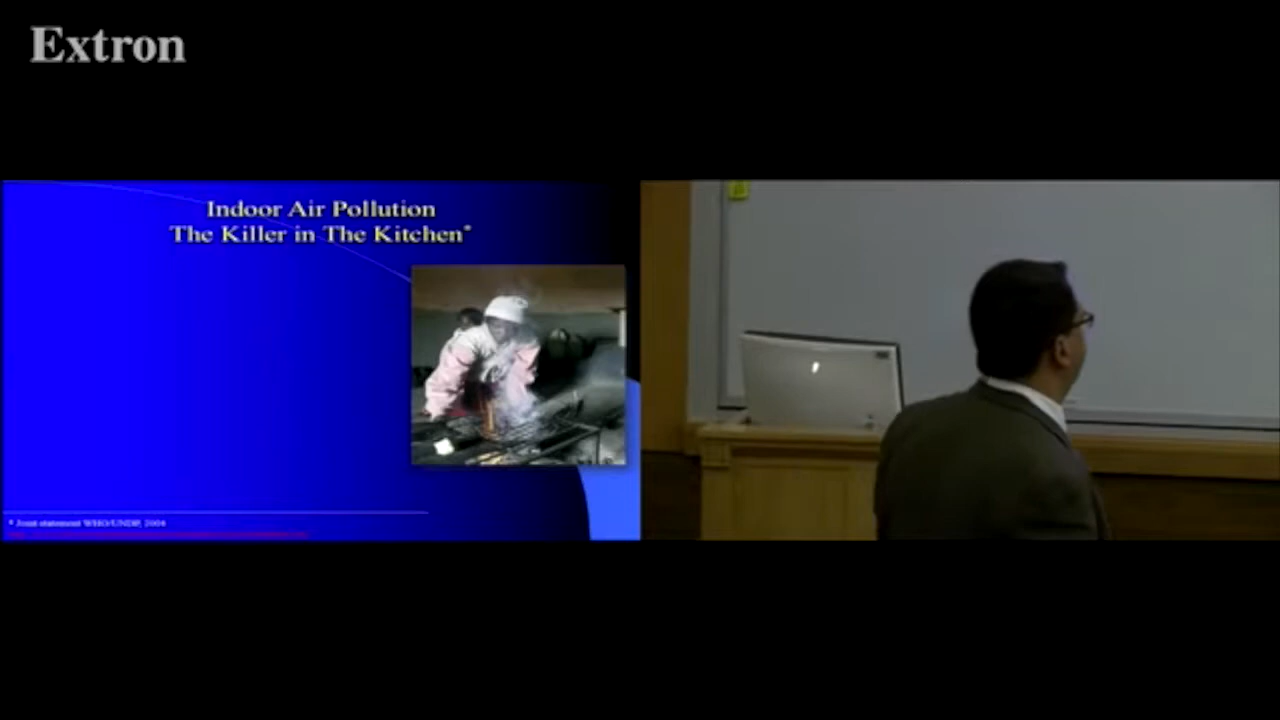 Extron
Indoor Air Pollution
The Killer in The Kitchen*
* Joint statement WHO/UNDP, 2004